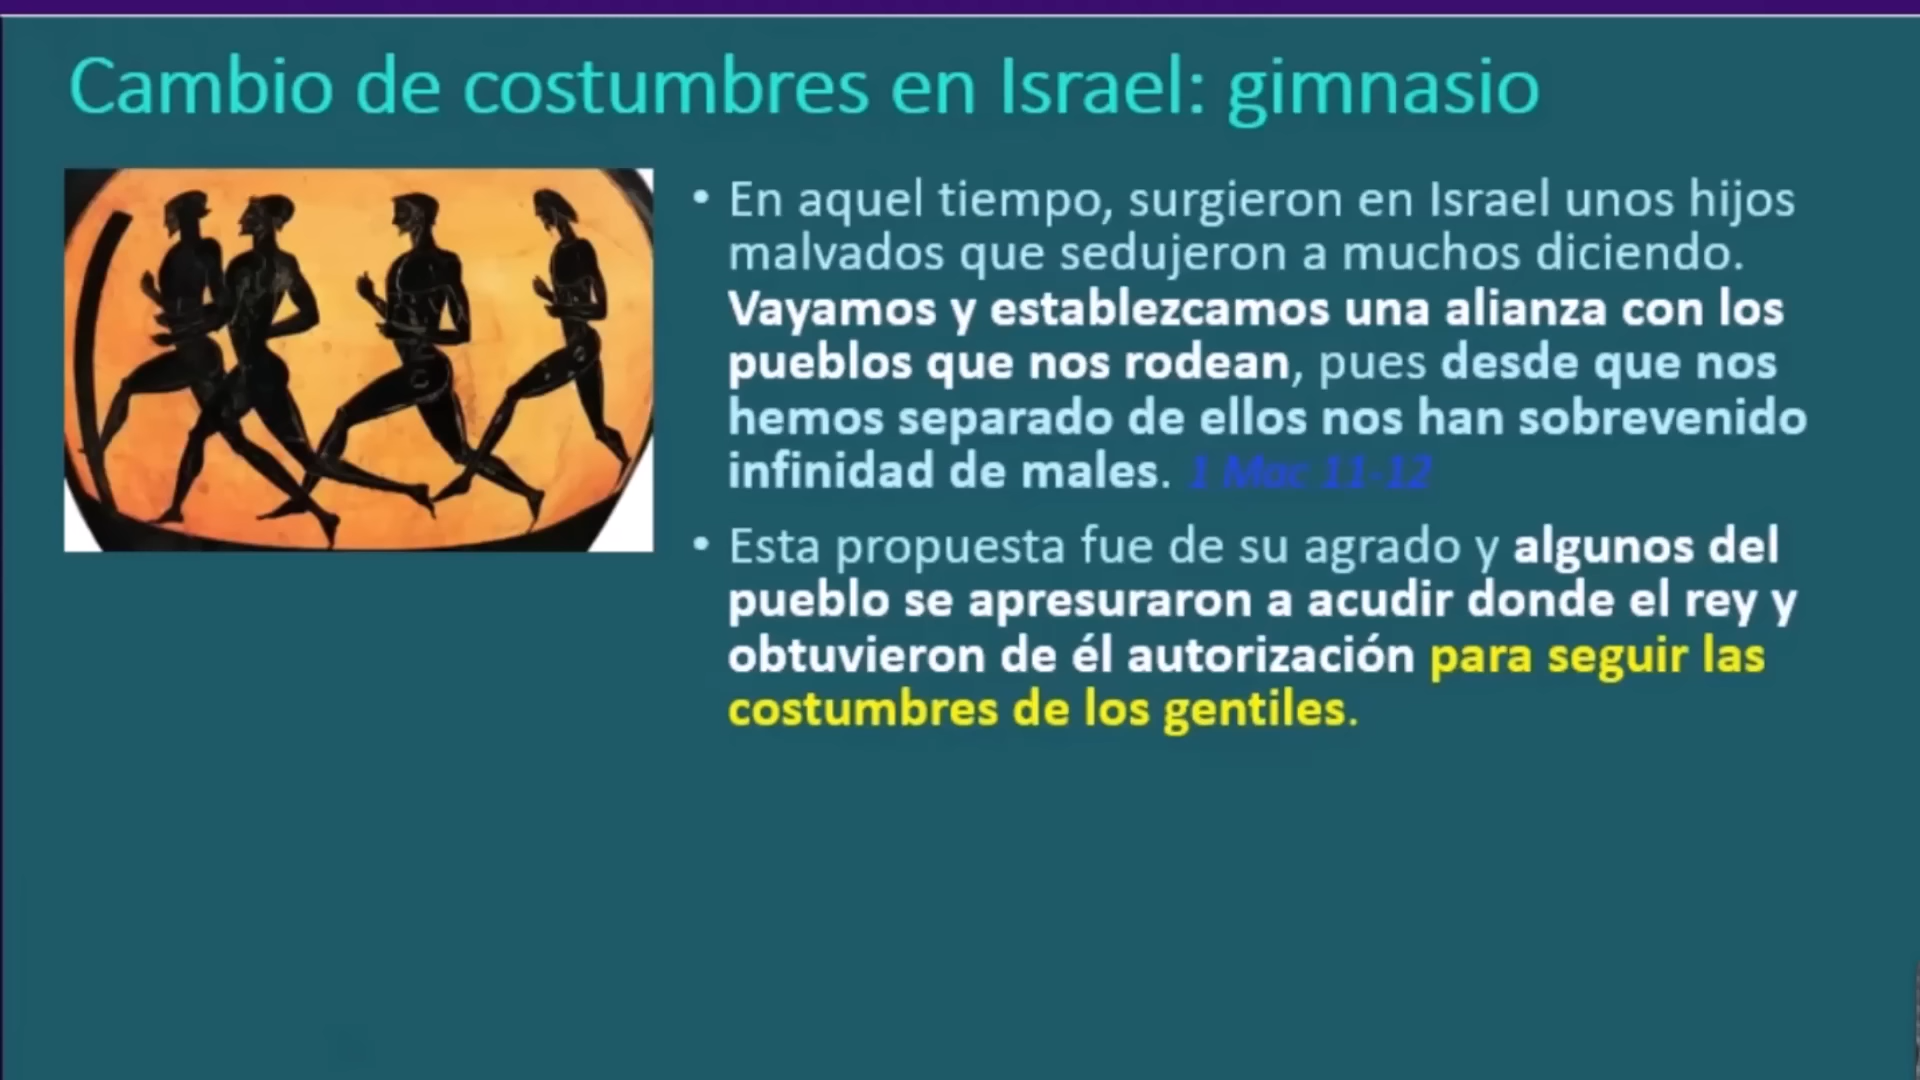 Cambio de costumbres en Israel: gimnasio
• En aquel tiempo, surgieron en Israel unos hijos
malvados que sedujeron a muchos diciendo.
Vayamos y establezcamos una alianza con los
pueblos que nos rodean, pues desde que nos
hemos separado de ellos nos han sobrevenido
infinidad de males. 1 Mac 11-12
• Esta propuesta fue de su agrado y algunos del
pueblo se apresuraron a acudir donde el rey y
obtuvieron de él autorización para seguir las
costumbres de los gentiles.